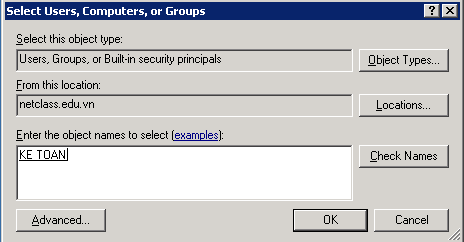 Select Users, Computers, or Groups
Select this object type:
Users, Groups, or Built-in security principals
Object Types...
From this location:
netclass.edu.vn
Locations...
Enter the object names to select (examples):
KE TOAN
Check Names
Advanced...
OK
Cancel